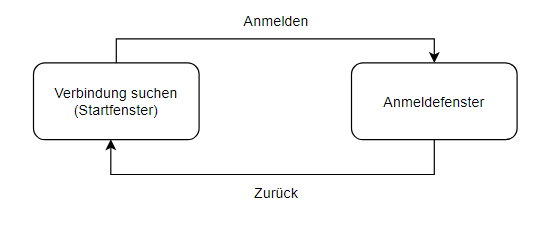 Anmelden
Verbindung suchen
(Startfenster)
Anmeldefenster
Zurück